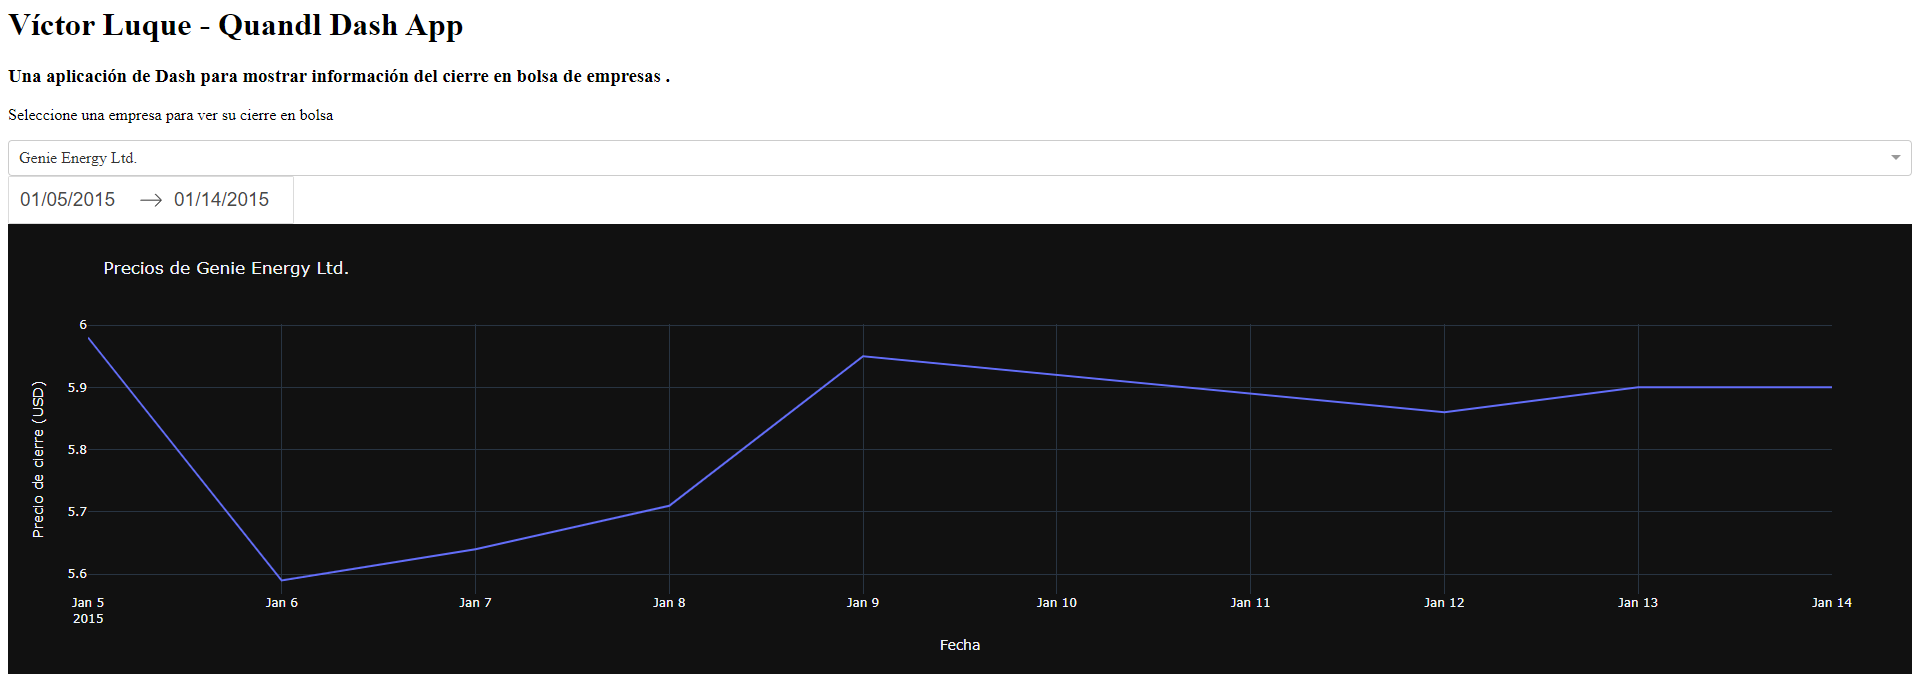 Víctor Luque - Quandl Dash App
Una aplicación de Dash para mostrar información del cierre en bolsa de empresas .
Seleccione una empresa para ver su cierre en bolsa
Genie Energy Ltd.
01/05/2015 → 01/14/2015
Precios de Genie Energy Ltd.
Precio de cierre (USD)
6
5.9
5.8
5.7
5.6
Jan 5 Jan 6 Jan 7 Jan 8 Jan 9 Jan 10 Jan 11 Jan 12 Jan 13 Jan 14
2015
Fecha